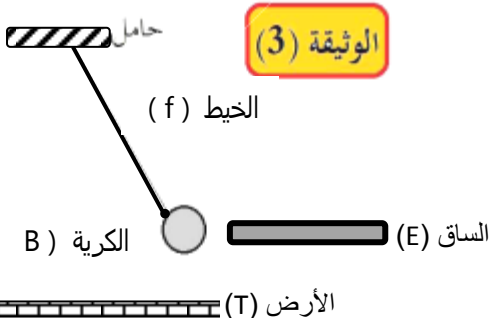 حامل
الوثيقة (3)
الخيط ( f )
الساق (E)
الكرية ( B
الأرض (T)